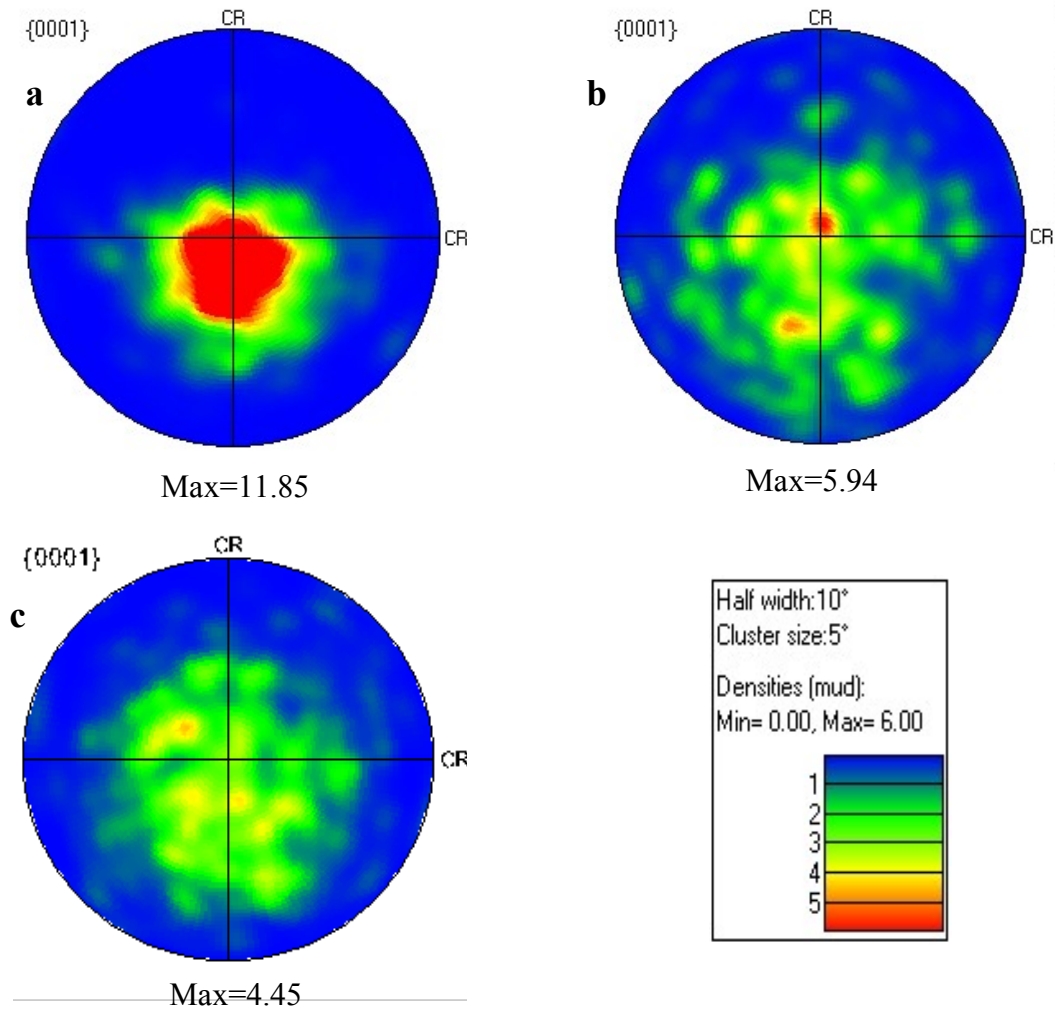 {0001}
CR
a
CR
Max=11.85
{0001}
CR
b
CR
Max=5.94
{0001}
CR
c
CR
Max=4.45
Half width:10°
Cluster size:5°
Densities (mud):
Min= 0.00, Max= 6.00
1
2
3
4
5